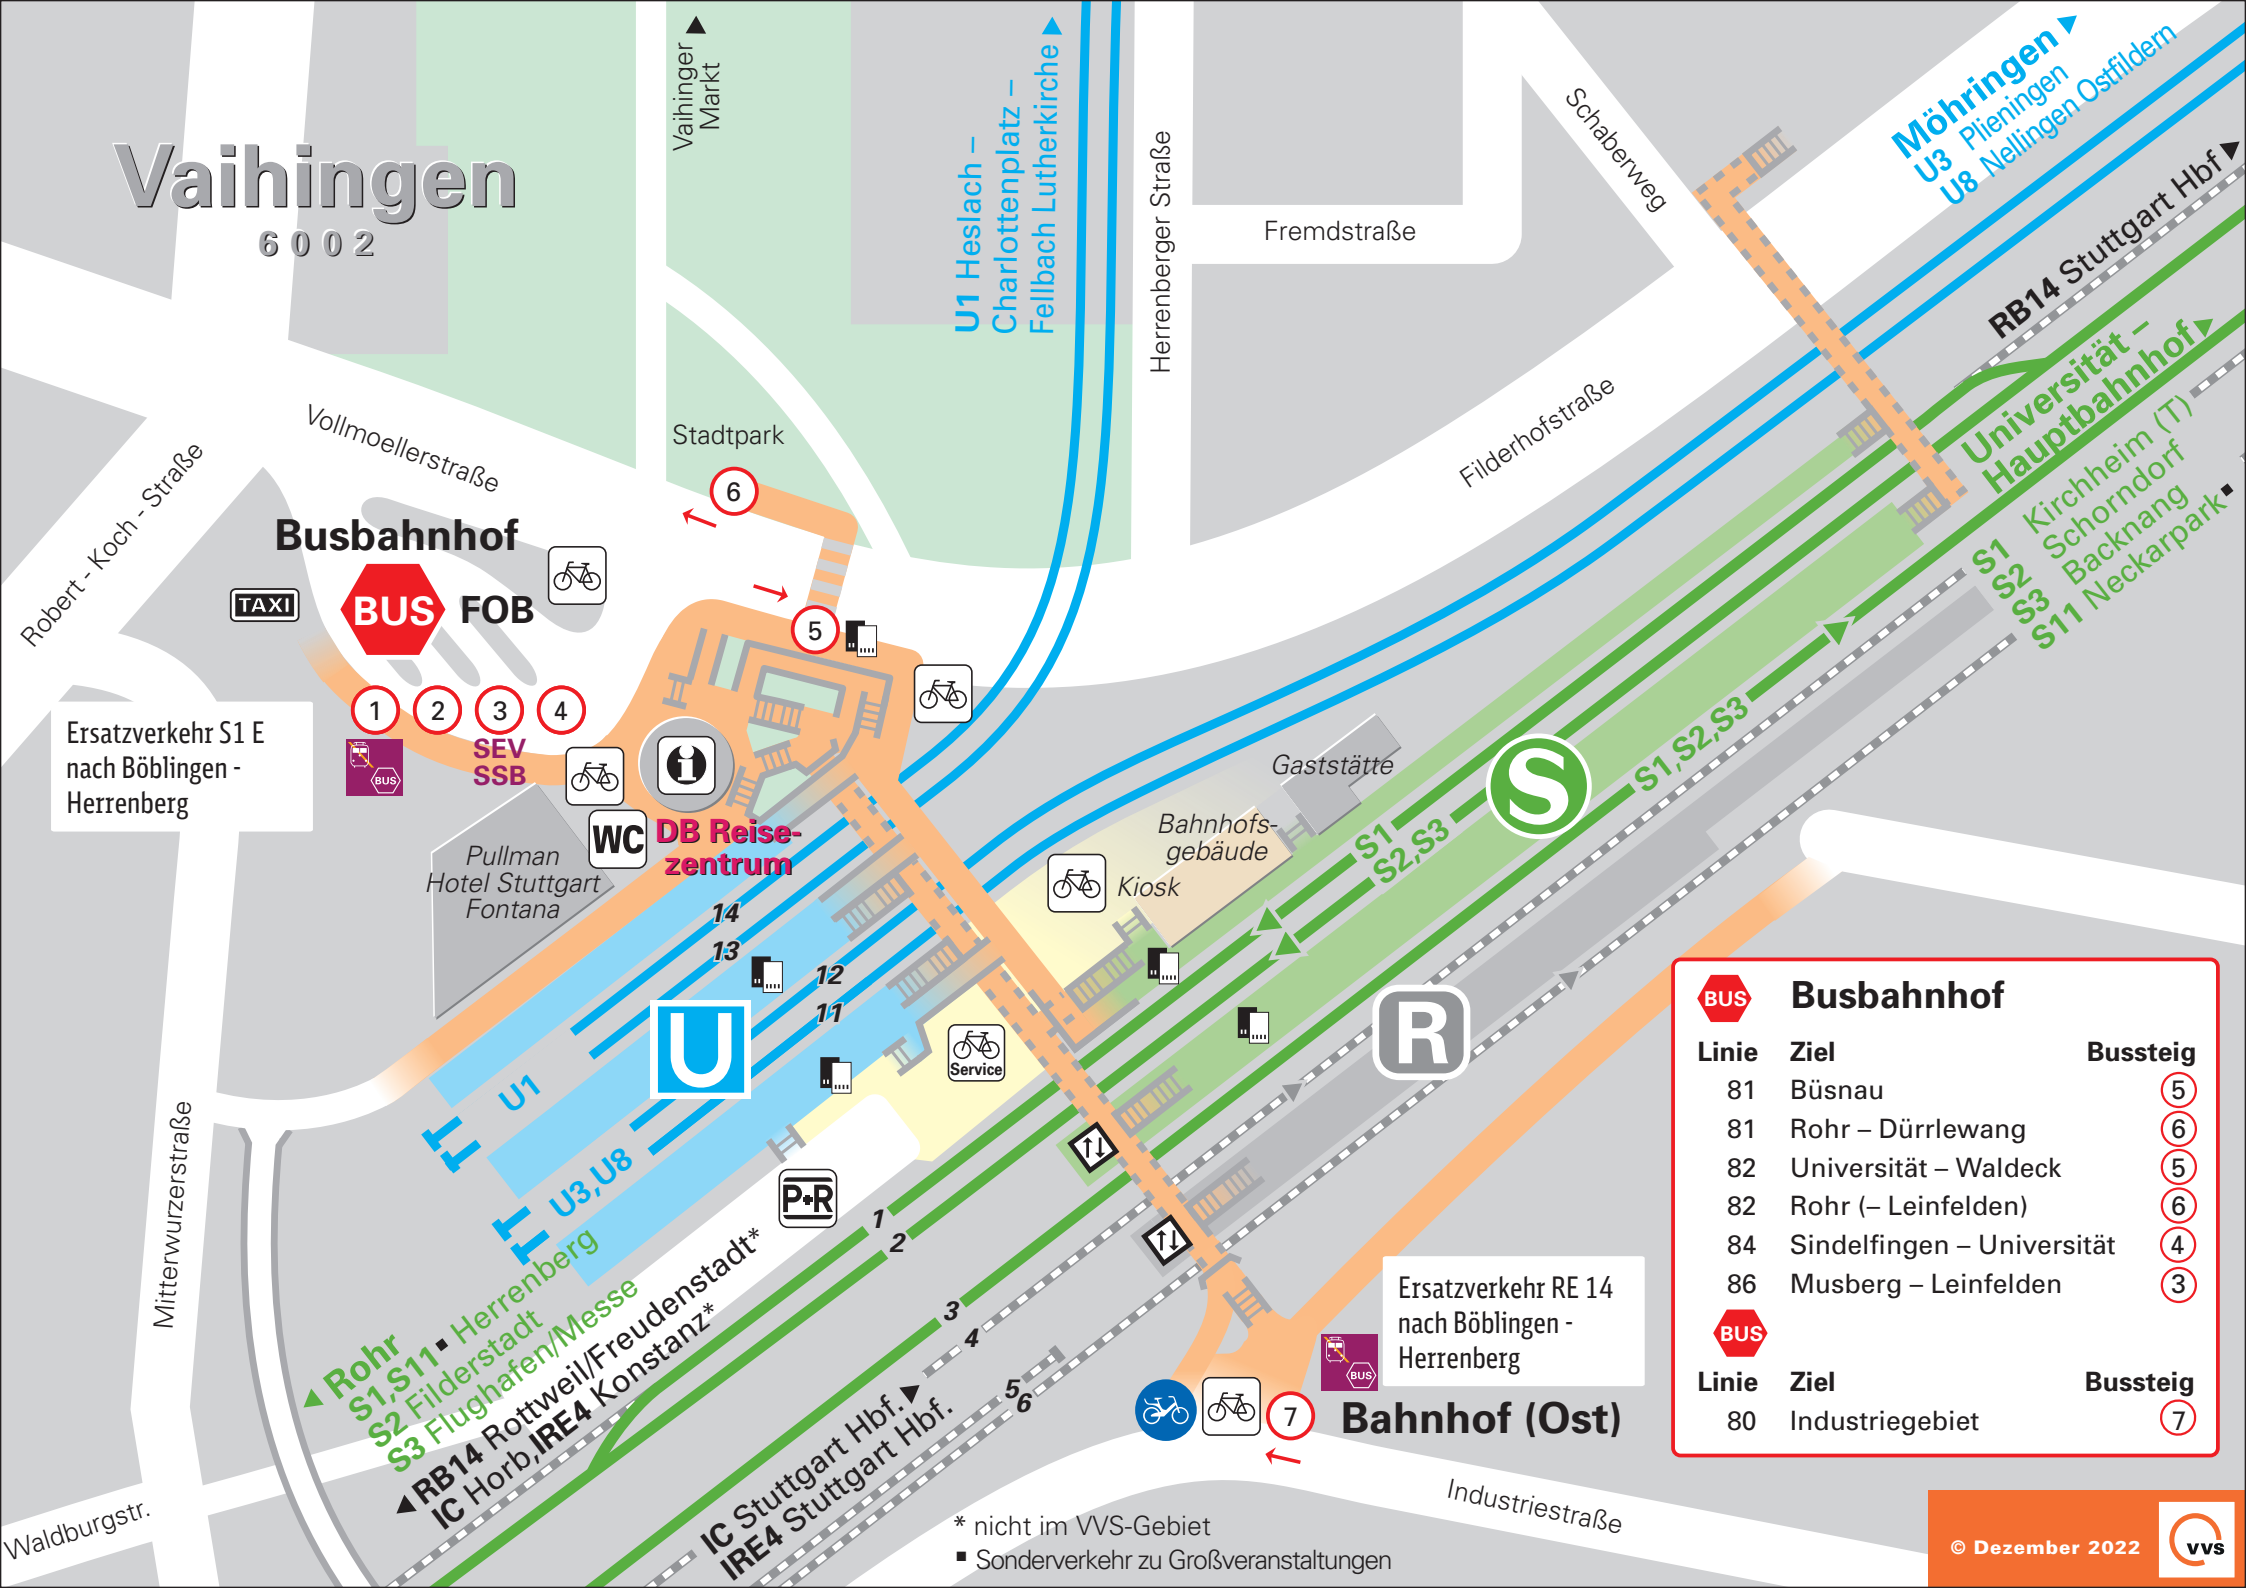 Vaihingen
6002
Vaihinger
Markt
U1 Heslach –
Charlottenplatz –
Fellbach Lutherkirche
Herrenberger Straße
Fremdstraße
Schaberweg
Möhringen
U3 Plieningen
U8 Nellingen Ostfildern
RB14 Stuttgart Hbf
Universität –
Hauptbahnhof
S1 Kirchheim (T)
S2 Schorndorf
S3 Backnang
S11 Neckarpark▪
Filderhofstraße
Vollmoellerstraße
Robert - Koch - Straße
Stadtpark
6
5
Busbahnhof
TAXI
BUS
FOB
1
2
3
4
SEV
SSB
BUS
Ersatzverkehr S1 E
nach Böblingen -
Herrenberg
i
WC
DB Reise-
zentrum
Pullman
Hotel Stuttgart
Fontana
Gaststätte
Bahnhofs-
gebäude
Kiosk
S1
S2,S3
S
S1,S2,S3
R
14
13
12
11
U
U1
U3,U8
Service
P+R
1
2
3
4
5
6
Mitterwurzerstraße
Waldburgstr.
Rohr
S1,S11▪ Herrenberg
S2 Filderstadt
S3 Flughafen/Messe
RB14 Rottweil/Freudenstadt*
IC Horb,IRE4 Konstanz*
IC Stuttgart Hbf.
IRE4 Stuttgart Hbf.
Ersatzverkehr RE 14
nach Böblingen -
Herrenberg
BUS
7
Bahnhof (Ost)
Industriestraße
* nicht im VVS-Gebiet
▪ Sonderverkehr zu Großveranstaltungen
BUS Busbahnhof
Linie Ziel Bussteig
81 Büsnau 5
81 Rohr – Dürrlewang 6
82 Universität – Waldeck 5
82 Rohr (– Leinfelden) 6
84 Sindelfingen – Universität 4
86 Musberg – Leinfelden 3
BUS
Linie Ziel Bussteig
80 Industriegebiet 7
© Dezember 2022
vvs